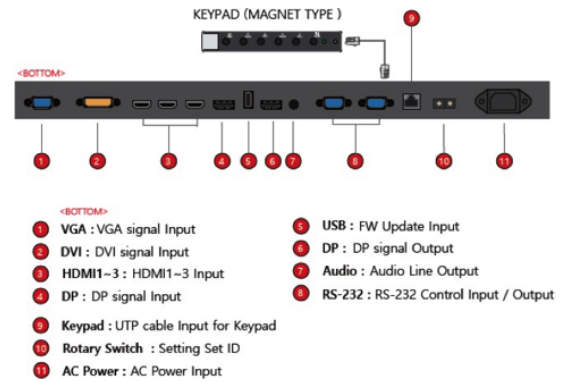 KEYPAD (MAGNET TYPE )
9
<BOTTOM>
1 2 3 4 5 6 7 8 10 11
<BOTTOM>
1 VGA : VGA signal Input
2 DVI : DVI signal Input
3 HDMI1~3 : HDMI1~3 Input
4 DP : DP signal Input
5 USB : FW Update Input
6 DP : DP signal Output
7 Audio : Audio Line Output
8 RS-232 : RS-232 Control Input / Output
9 Keypad : UTP cable Input for Keypad
10 Rotary Switch : Setting Set ID
11 AC Power : AC Power Input